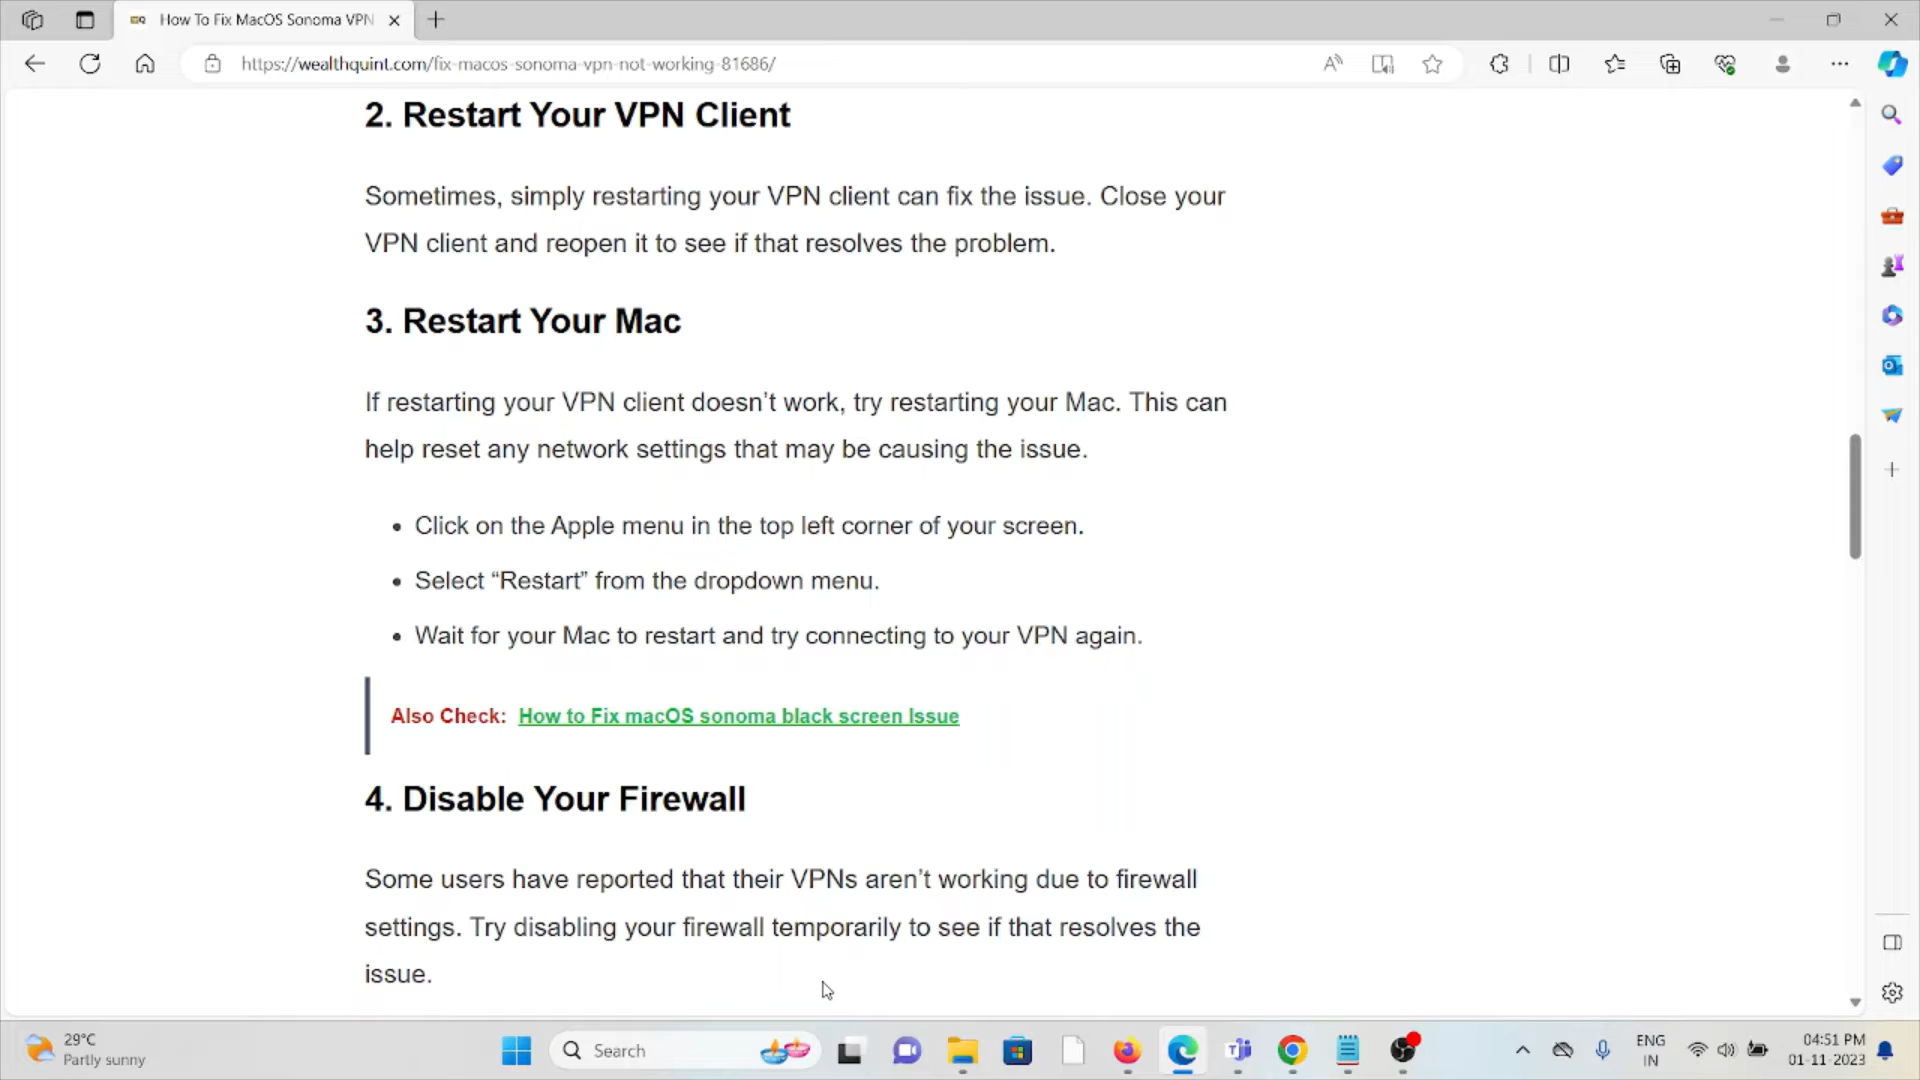 How To Fix MacOS Sonoma VPN
https://wealthquint.com/fix-macos-sonoma-vpn-not-working-81686/
2. Restart Your VPN Client
Sometimes, simply restarting your VPN client can fix the issue. Close your
VPN client and reopen it to see if that resolves the problem.
3. Restart Your Mac
If restarting your VPN client doesn’t work, try restarting your Mac. This can
help reset any network settings that may be causing the issue.
• Click on the Apple menu in the top left corner of your screen.
• Select “Restart” from the dropdown menu.
• Wait for your Mac to restart and try connecting to your VPN again.
Also Check: How to Fix macOS sonoma black screen Issue
4. Disable Your Firewall
Some users have reported that their VPNs aren’t working due to firewall
settings. Try disabling your firewall temporarily to see if that resolves the
issue.
29°C
Partly sunny
Search
ENG
IN
04:51 PM
01-11-2023